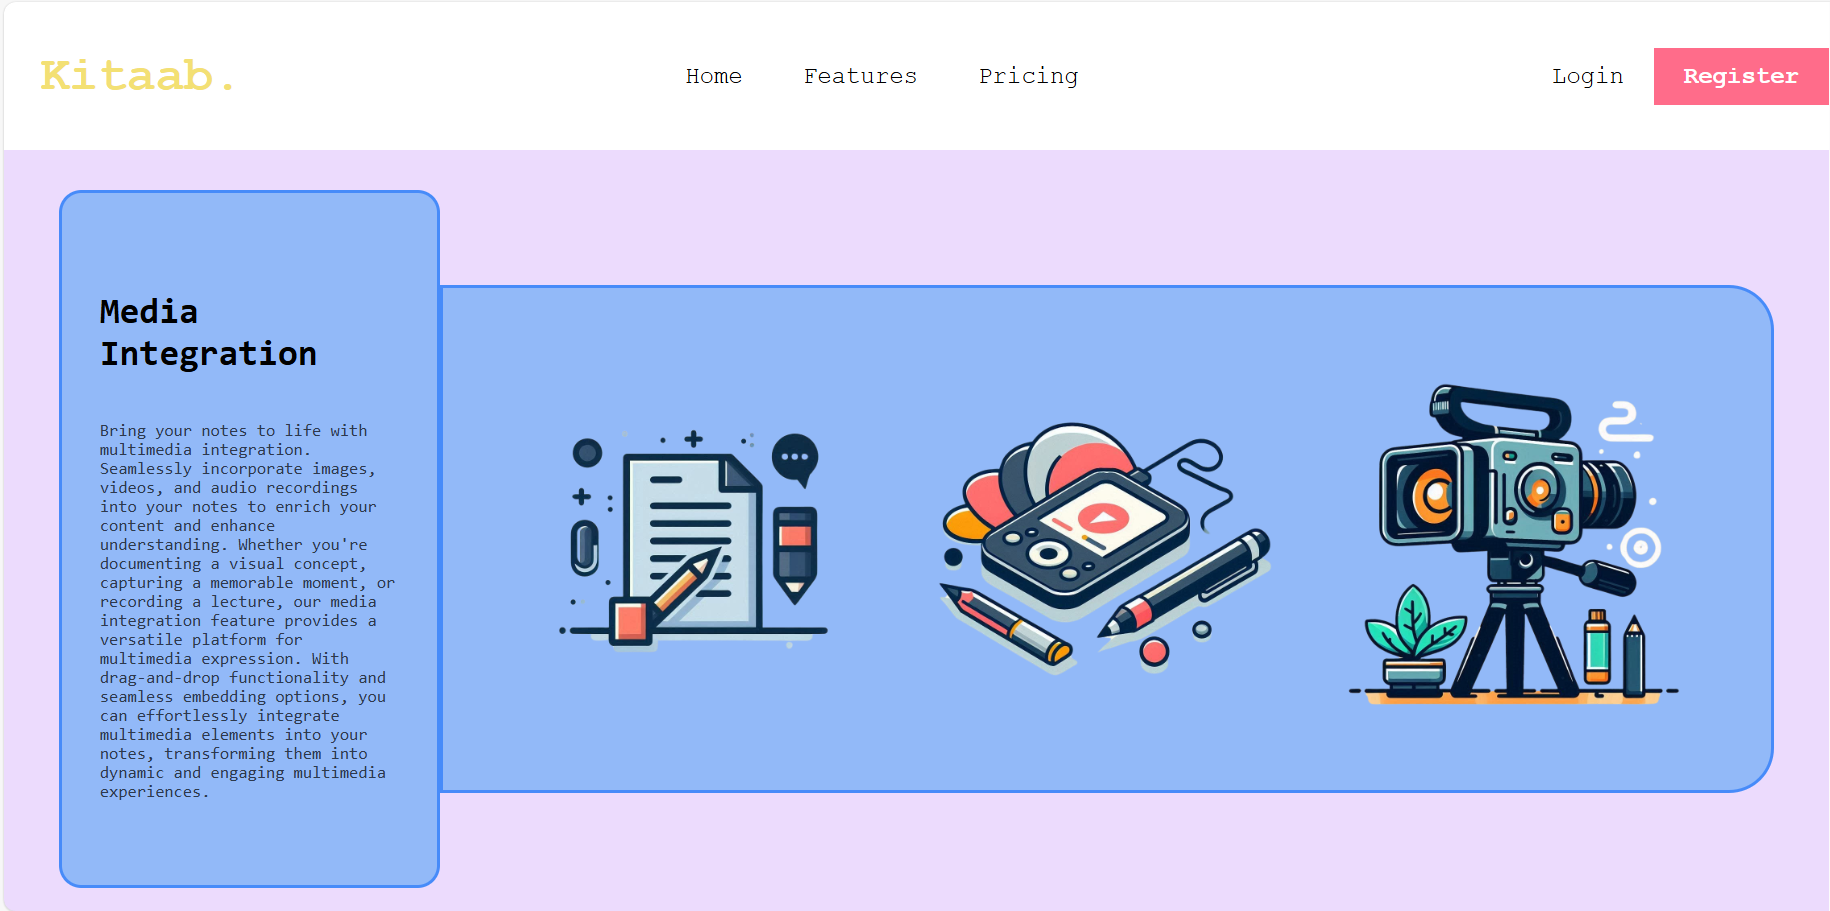 Kitaab.
Home
Features
Pricing
Login
Register
Media
Integration
Bring your notes to life with
multimedia integration.
Seamlessly incorporate images,
videos, and audio recordings
into your notes to enrich your
content and enhance
understanding. Whether you're
documenting a visual concept,
capturing a memorable moment, or
recording a lecture, our media
integration feature provides a
versatile platform for
multimedia expression. With
drag-and-drop functionality and
seamless embedding options, you
can effortlessly integrate
multimedia elements into your
notes, transforming them into
dynamic and engaging multimedia
experiences.